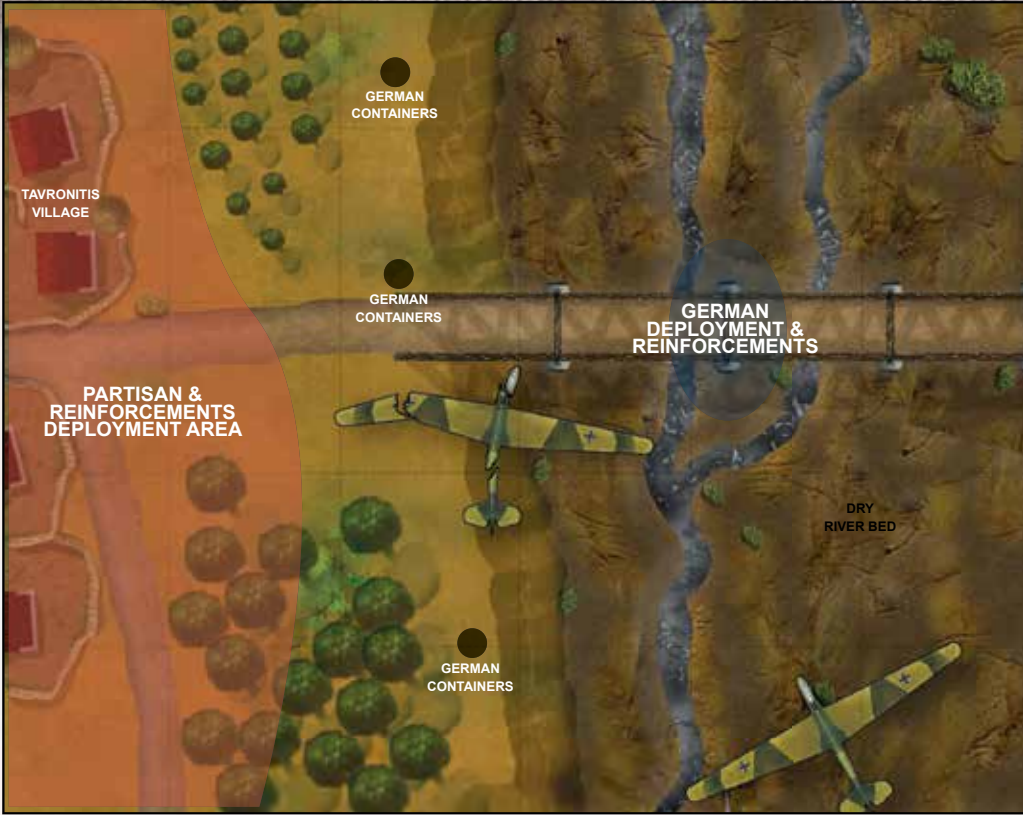 GERMAN
CONTAINERS
TAVRONITIS
VILLAGE
GERMAN
CONTAINERS
GERMAN
DEPLOYMENT &
REINFORCEMENTS
PARTISAN &
REINFORCEMENTS
DEPLOYMENT AREA
DRY
RIVER BED
GERMAN
CONTAINERS